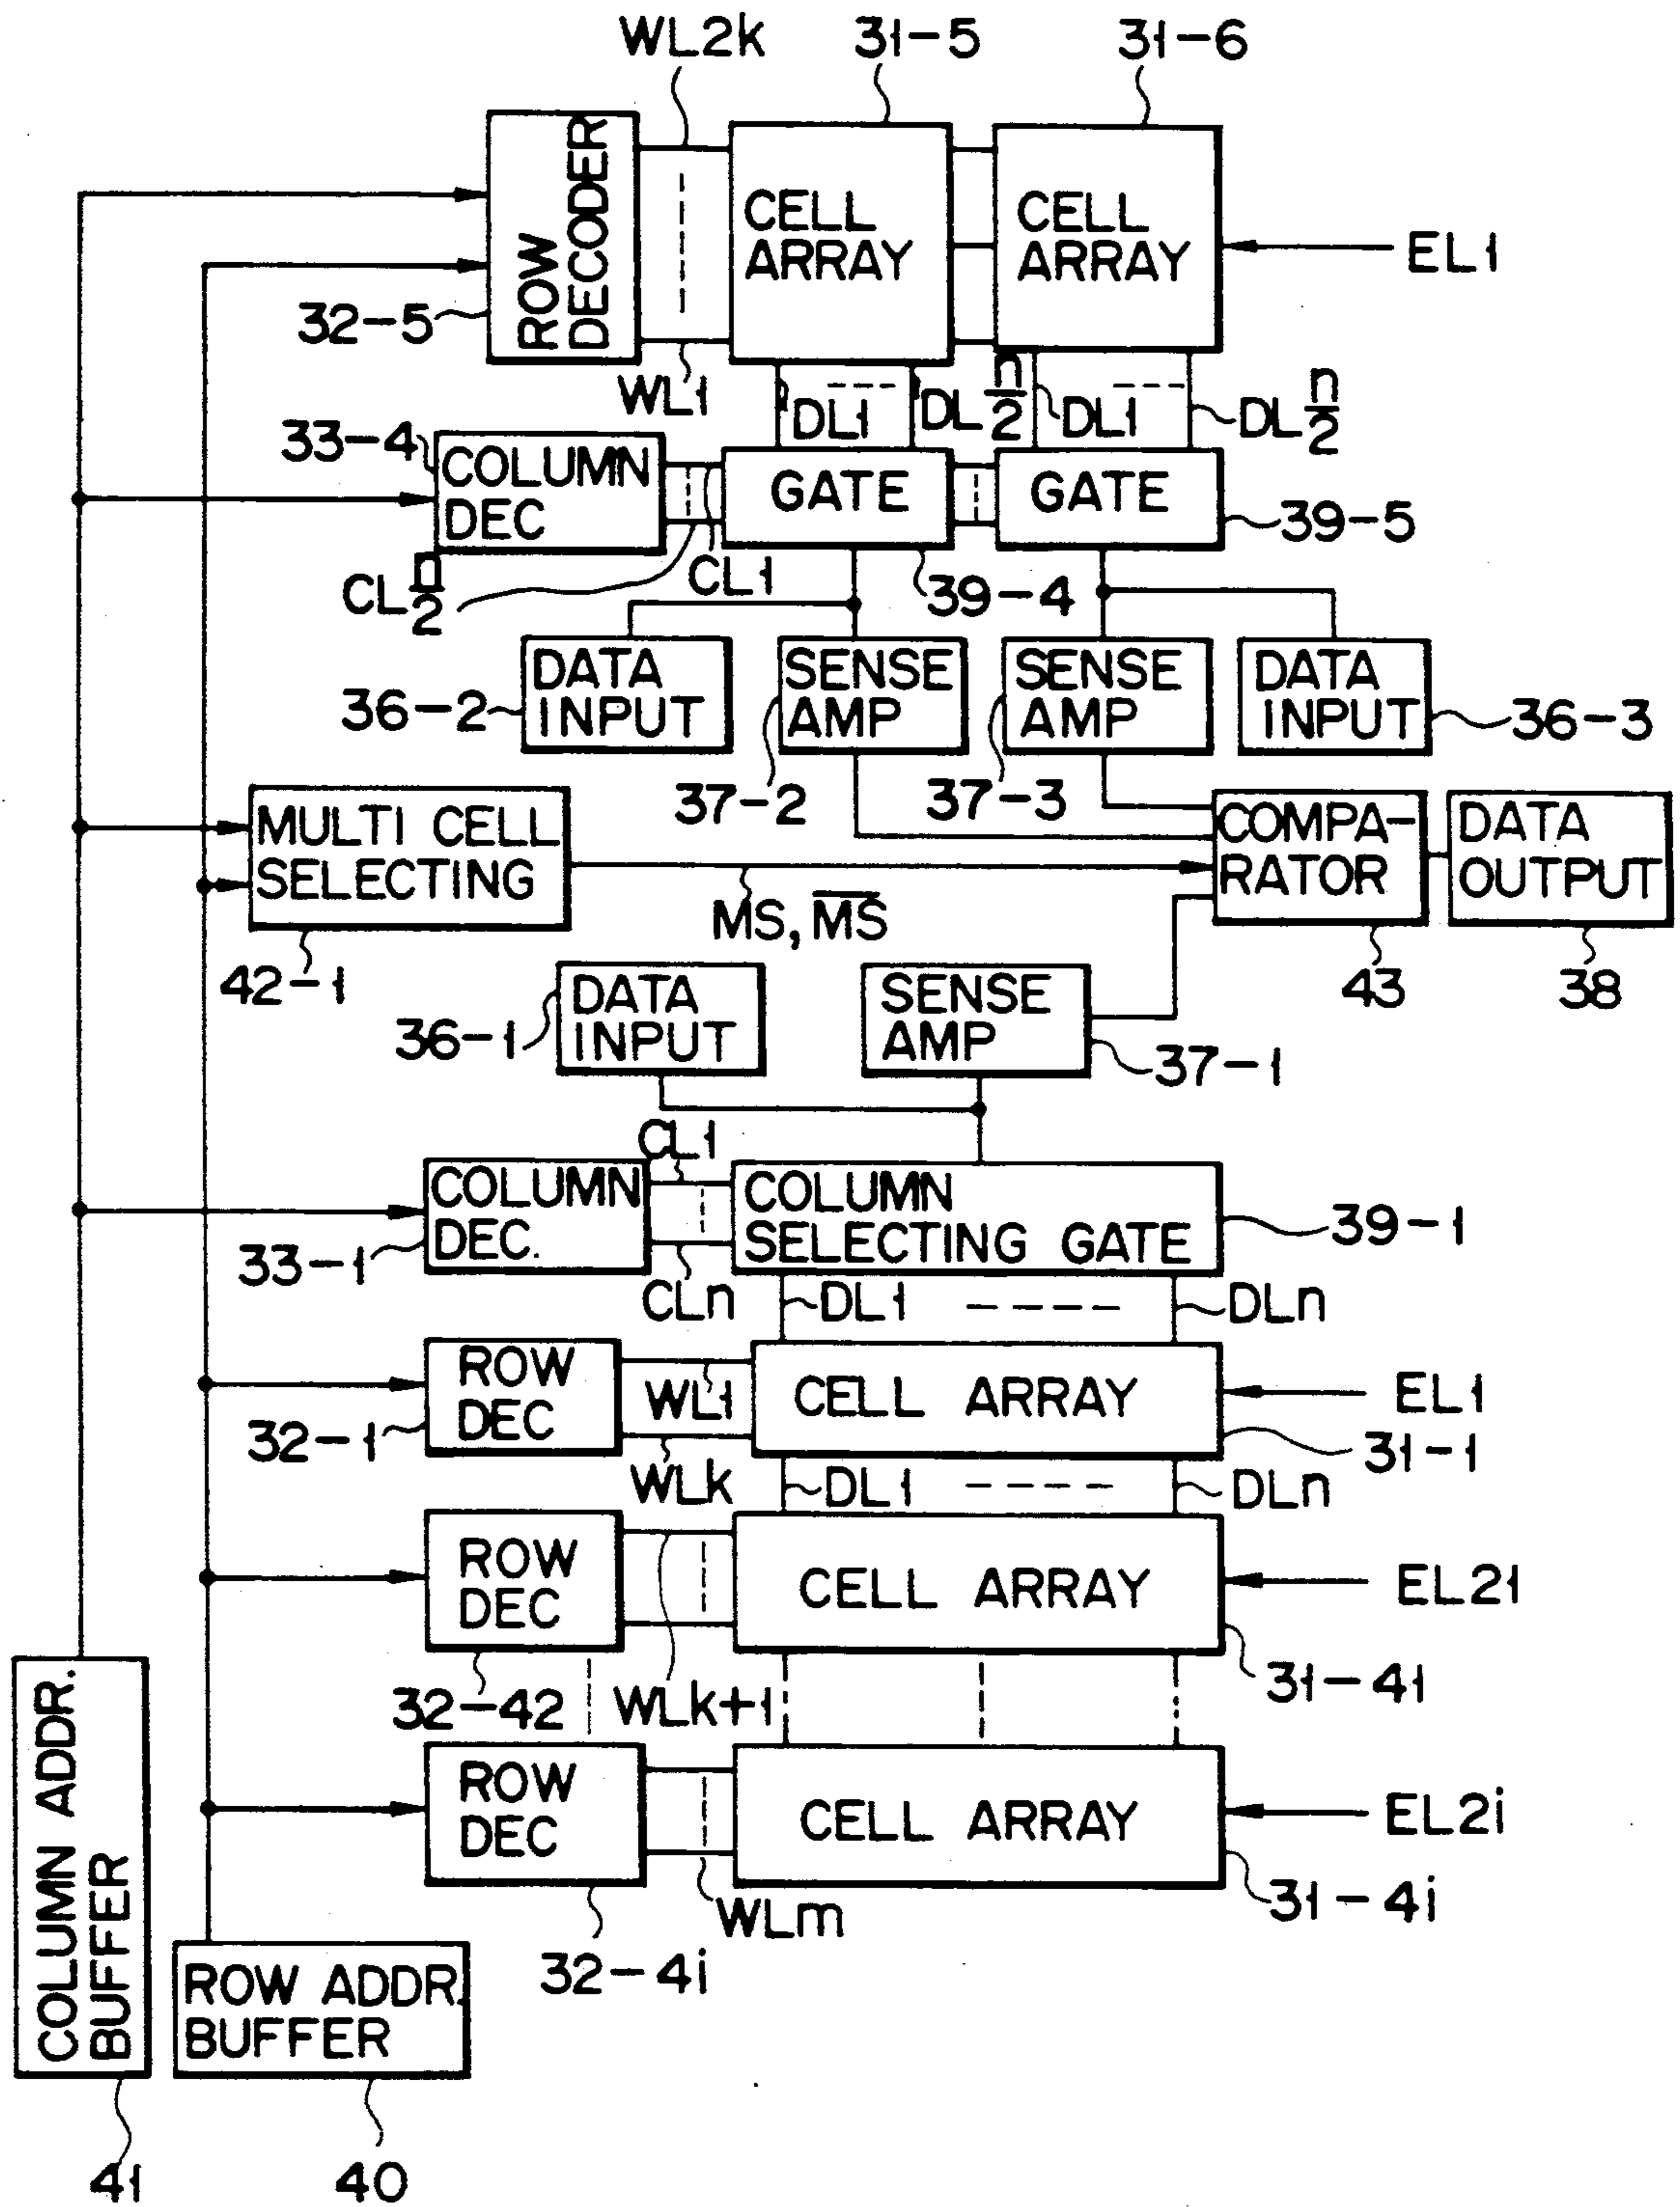 WL2k
31-5
31-6
ROW
DECODER
CELL
ARRAY
CELL
ARRAY
EL1
32-5
WL1
DL1
DL n/2
DL1
DL n/2
33-4
COLUMN
DEC
GATE
GATE
39-5
CL n/2
CL1
39-4
DATA
INPUT
SENSE
AMP
SENSE
AMP
DATA
INPUT
36-2
36-3
37-2
37-3
MULTI CELL
SELECTING
COMPA-
RATOR
DATA
OUTPUT
MS, M̅S̅
42-1
43
38
DATA
INPUT
SENSE
AMP
36-1
37-1
CL1
COLUMN
DEC.
COLUMN
SELECTING GATE
39-1
33-1
CLn
DL1
DLn
ROW
DEC
WL1
CELL ARRAY
EL1
32-1
31-1
WLk
DL1
DLn
ROW
DEC
CELL ARRAY
EL21
31-41
32-42
WLk+1
ROW
DEC
CELL ARRAY
EL2i
31-4i
WLm
32-4i
COLUMN ADDR.
BUFFER
ROW ADDR.
BUFFER
41
40